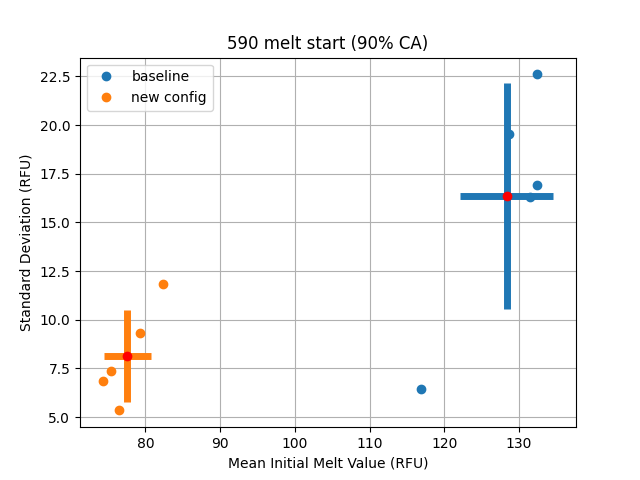 590 melt start (90% CA)
baseline
new config
Standard Deviation (RFU)
22.5
20.0
17.5
15.0
12.5
10.0
7.5
5.0
80 90 100 110 120 130
Mean Initial Melt Value (RFU)